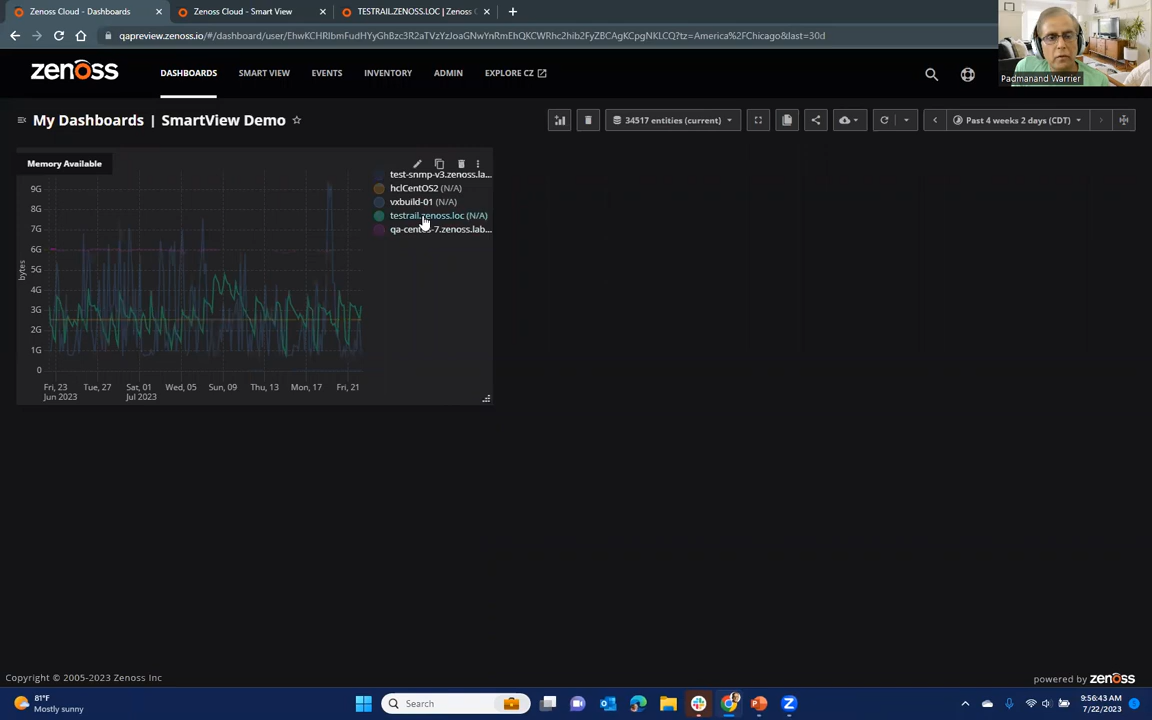 Zenoss Cloud - Dashboards
Zenoss Cloud - Smart View
TESTRAIL.ZENOSS.LOC | Zenoss C
qapreview.zenoss.io/#/dashboard/user/EhwKCHRlbmFudHYyGhBzc3R2aTVzYzJoaGNwYnRmEhQKCWRhc2hib2FyZBCAgKCpgNKLCQ?tz=America%2FChicago&last=30d
zenoss
DASHBOARDS
SMART VIEW
EVENTS
INVENTORY
ADMIN
EXPLORE CZ
Padmanand Warrier
My Dashboards | SmartView Demo
34517 entities (current)
Past 4 weeks 2 days (CDT)
Memory Available
test-snmp-v3.zenoss.la...
hclCentOS2 (N/A)
vxbuild-01 (N/A)
testrail.zenoss.loc (N/A)
qa-centos-7.zenoss.lab...
9G
8G
7G
6G
5G
4G
3G
2G
1G
0
bytes
Fri, 23 Tue, 27 Sat, 01 Wed, 05 Sun, 09 Thu, 13 Mon, 17 Fri, 21
Jun 2023 Jul 2023
Copyright © 2005-2023 Zenoss Inc
powered by zenoss
81°F
Mostly sunny
Search
9:56:43 AM
7/22/2023